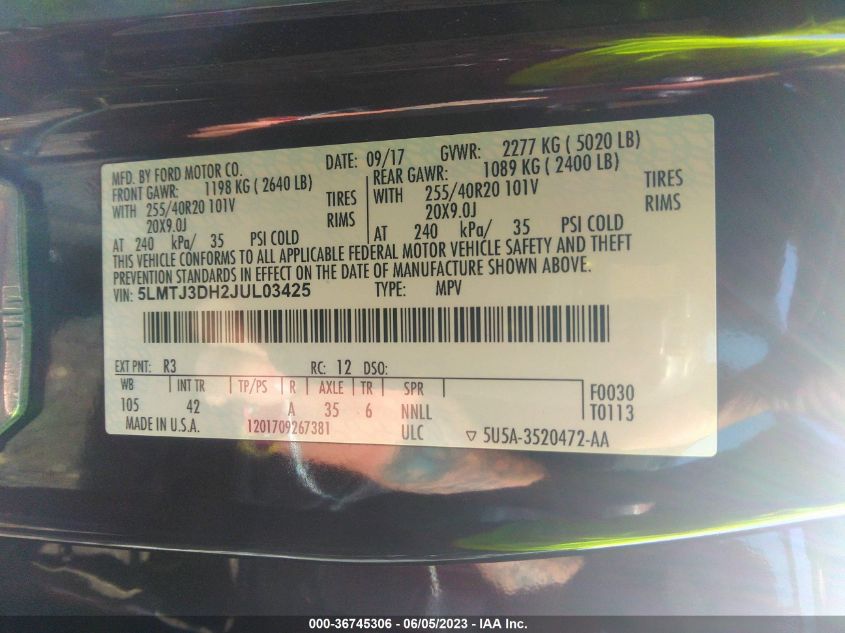 MFD. BY FORD MOTOR CO. DATE: 09/17 GVWR: 2277 KG ( 5020 LB)
FRONT GAWR: 1198 KG ( 2640 LB) REAR GAWR: 1089 KG ( 2400 LB)
WITH 255/40R20 101V TIRES WITH 255/40R20 101V TIRES
20X9.0J RIMS 20X9.0J RIMS
AT 240 kPa/ 35 PSI COLD AT 240 kPa/ 35 PSI COLD
THIS VEHICLE CONFORMS TO ALL APPLICABLE FEDERAL MOTOR VEHICLE SAFETY AND THEFT
PREVENTION STANDARDS IN EFFECT ON THE DATE OF MANUFACTURE SHOWN ABOVE.
VIN: 5LMTJ3DH2JUL03425 TYPE: MPV
EXT PNT: R3 RC: 12 DSO:
WB INT TR TP/PS R AXLE TR SPR F0030
105 42 A 35 6 NNLL T0113
MADE IN U.S.A. 1201709267381 ULC ▽ 5U5A-3520472-AA
000-36745306 - 06/05/2023 - IAA Inc.